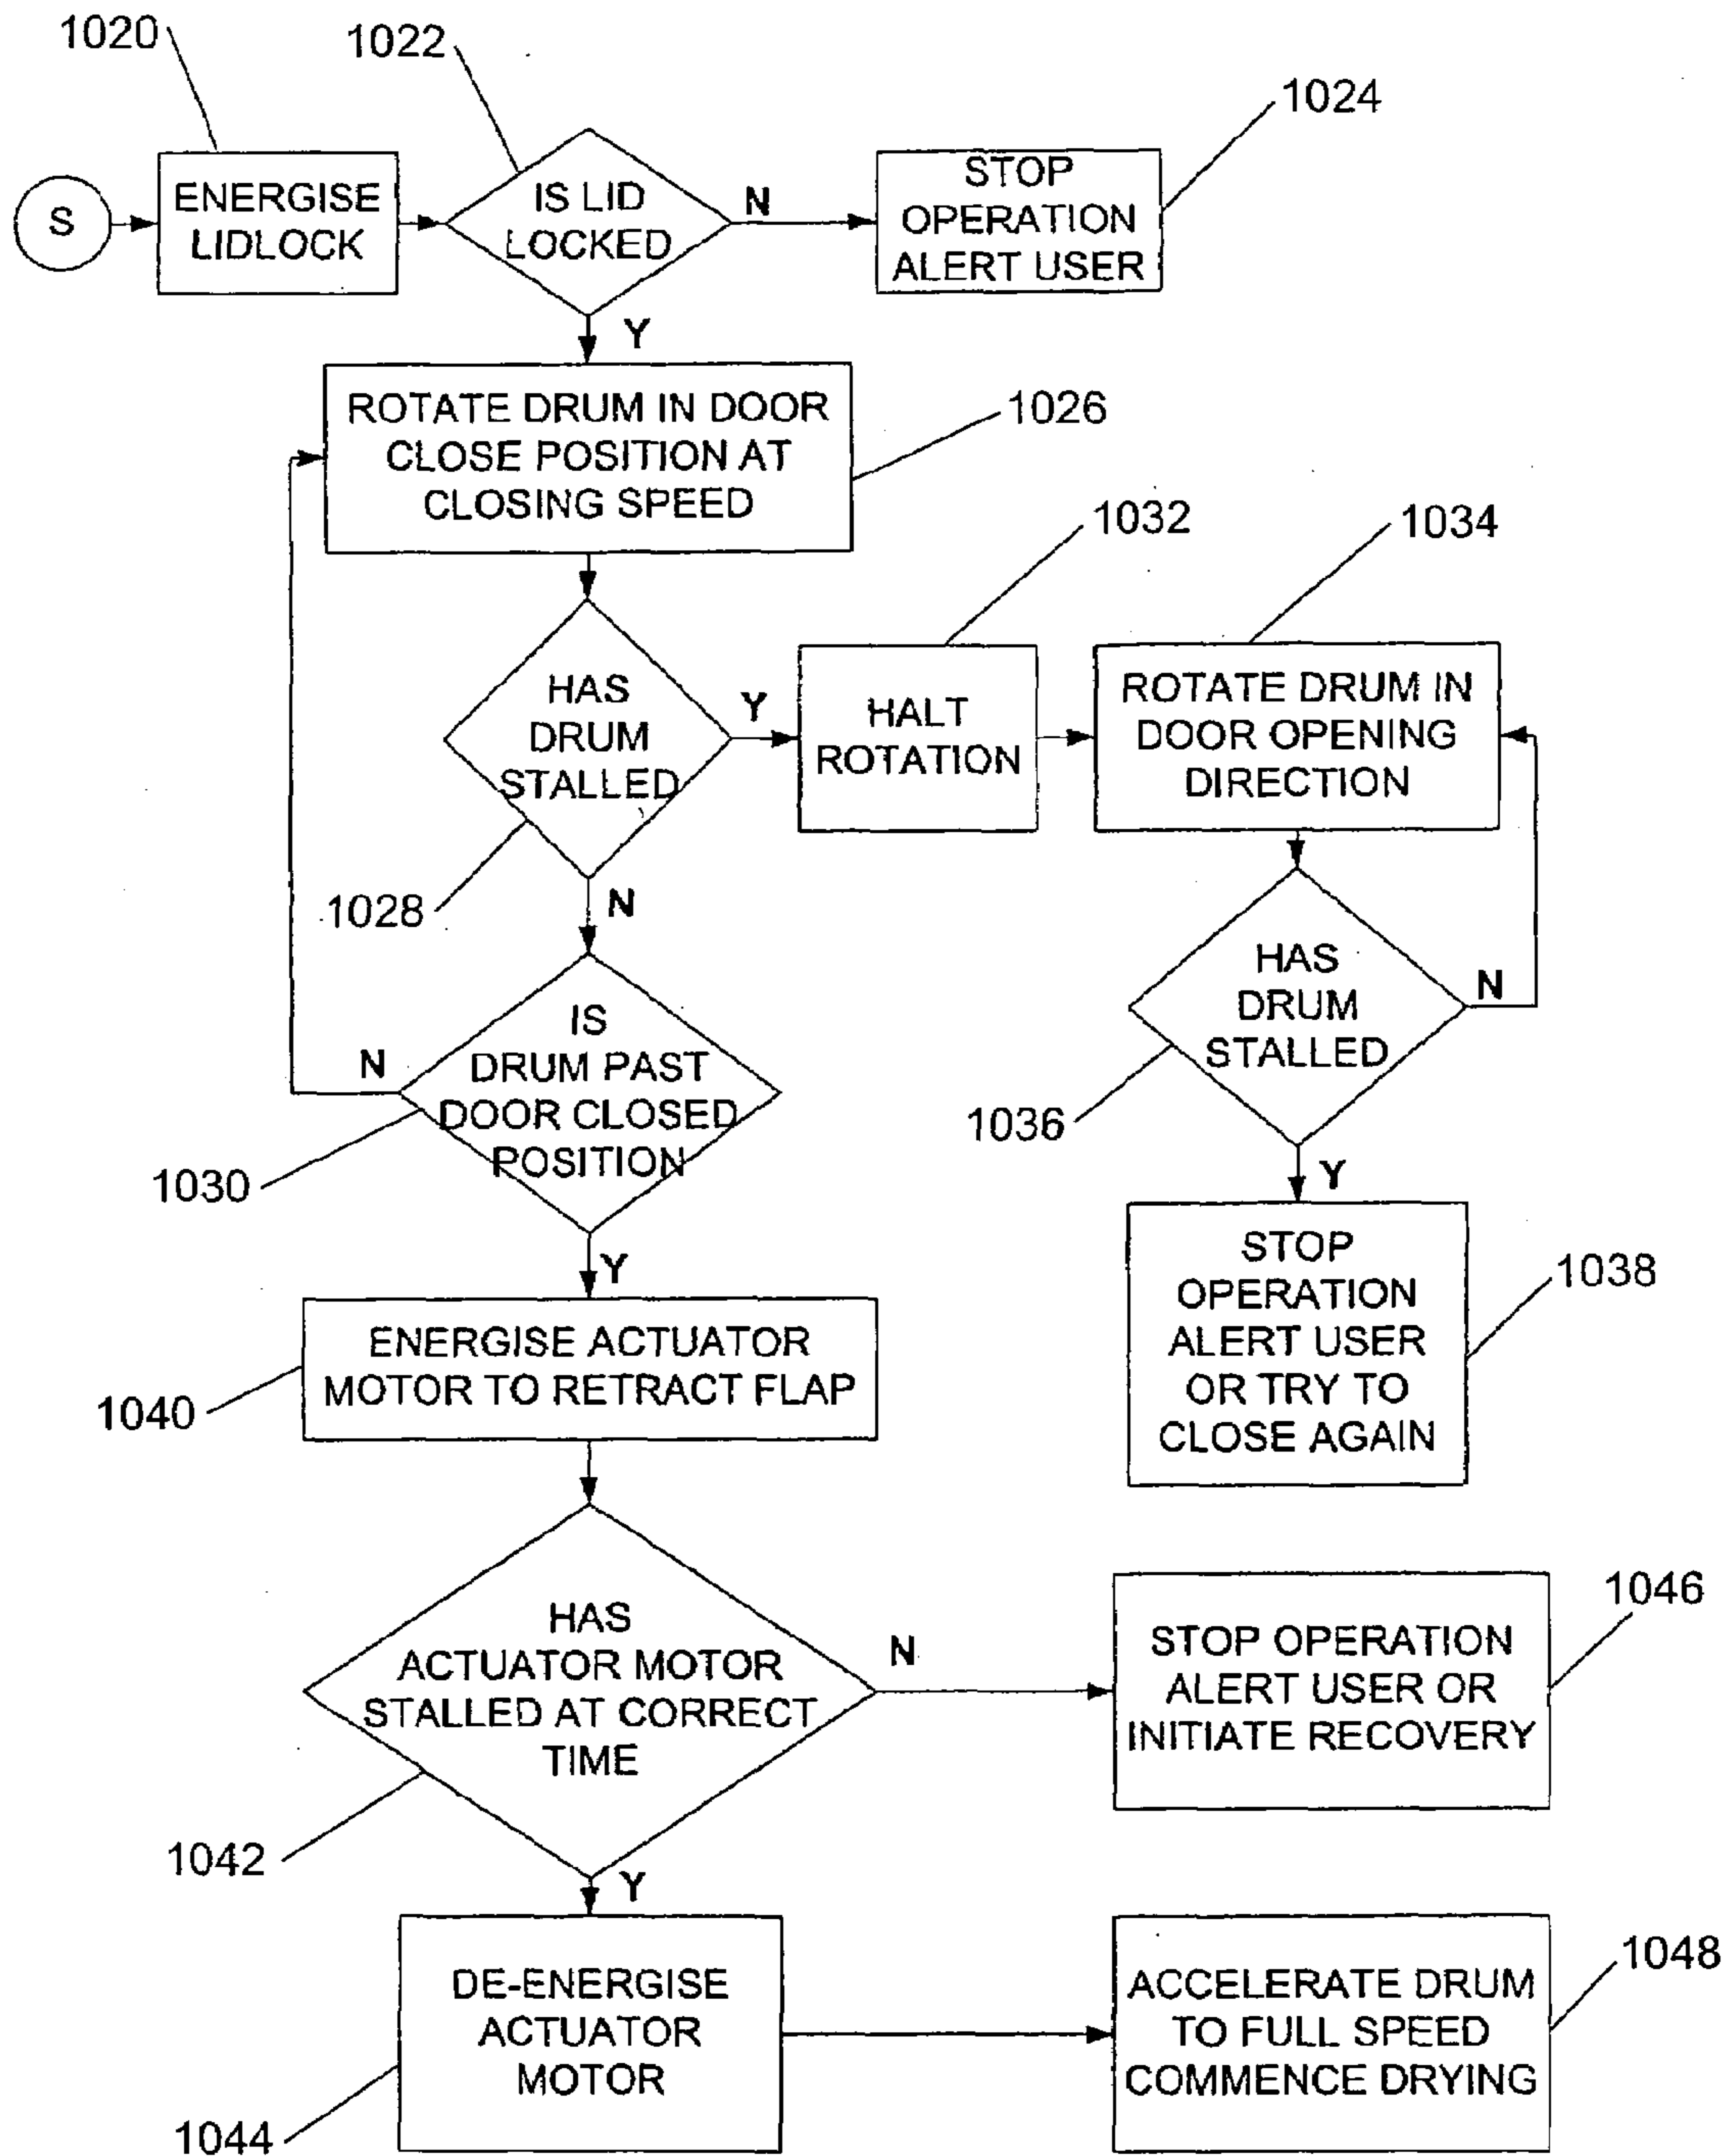 1020
1022
1024
S
ENERGISE
LIDLOCK
IS LID
LOCKED
N
STOP
OPERATION
ALERT USER
Y
ROTATE DRUM IN DOOR
CLOSE POSITION AT
CLOSING SPEED
1026
1032
1034
HAS
DRUM
STALLED
Y
HALT
ROTATION
ROTATE DRUM IN
DOOR OPENING
DIRECTION
1028
N
HAS
DRUM
STALLED
N
1036
IS
DRUM PAST
DOOR CLOSED
POSITION
N
1030
Y
Y
STOP
OPERATION
ALERT USER
OR TRY TO
CLOSE AGAIN
1038
ENERGISE ACTUATOR
MOTOR TO RETRACT FLAP
1040
HAS
ACTUATOR MOTOR
STALLED AT CORRECT
TIME
N
1042
STOP OPERATION
ALERT USER OR
INITIATE RECOVERY
1046
Y
DE-ENERGISE
ACTUATOR
MOTOR
1044
ACCELERATE DRUM
TO FULL SPEED
COMMENCE DRYING
1048